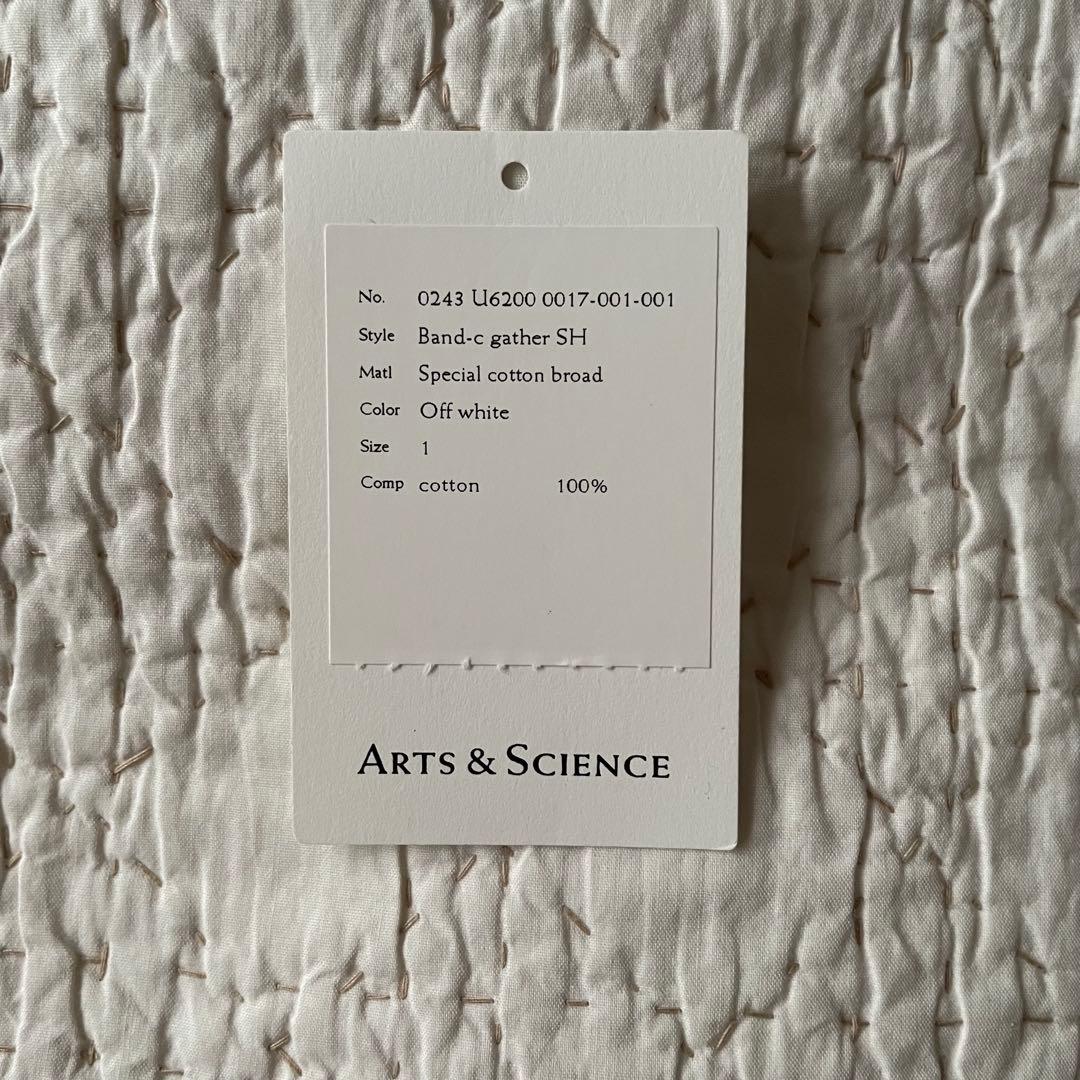 No. 0243 U6200 0017-001-001
Style Band-c gather SH
Matl Special cotton broad
Color Off white
Size 1
Comp cotton 100%
ARTS & SCIENCE